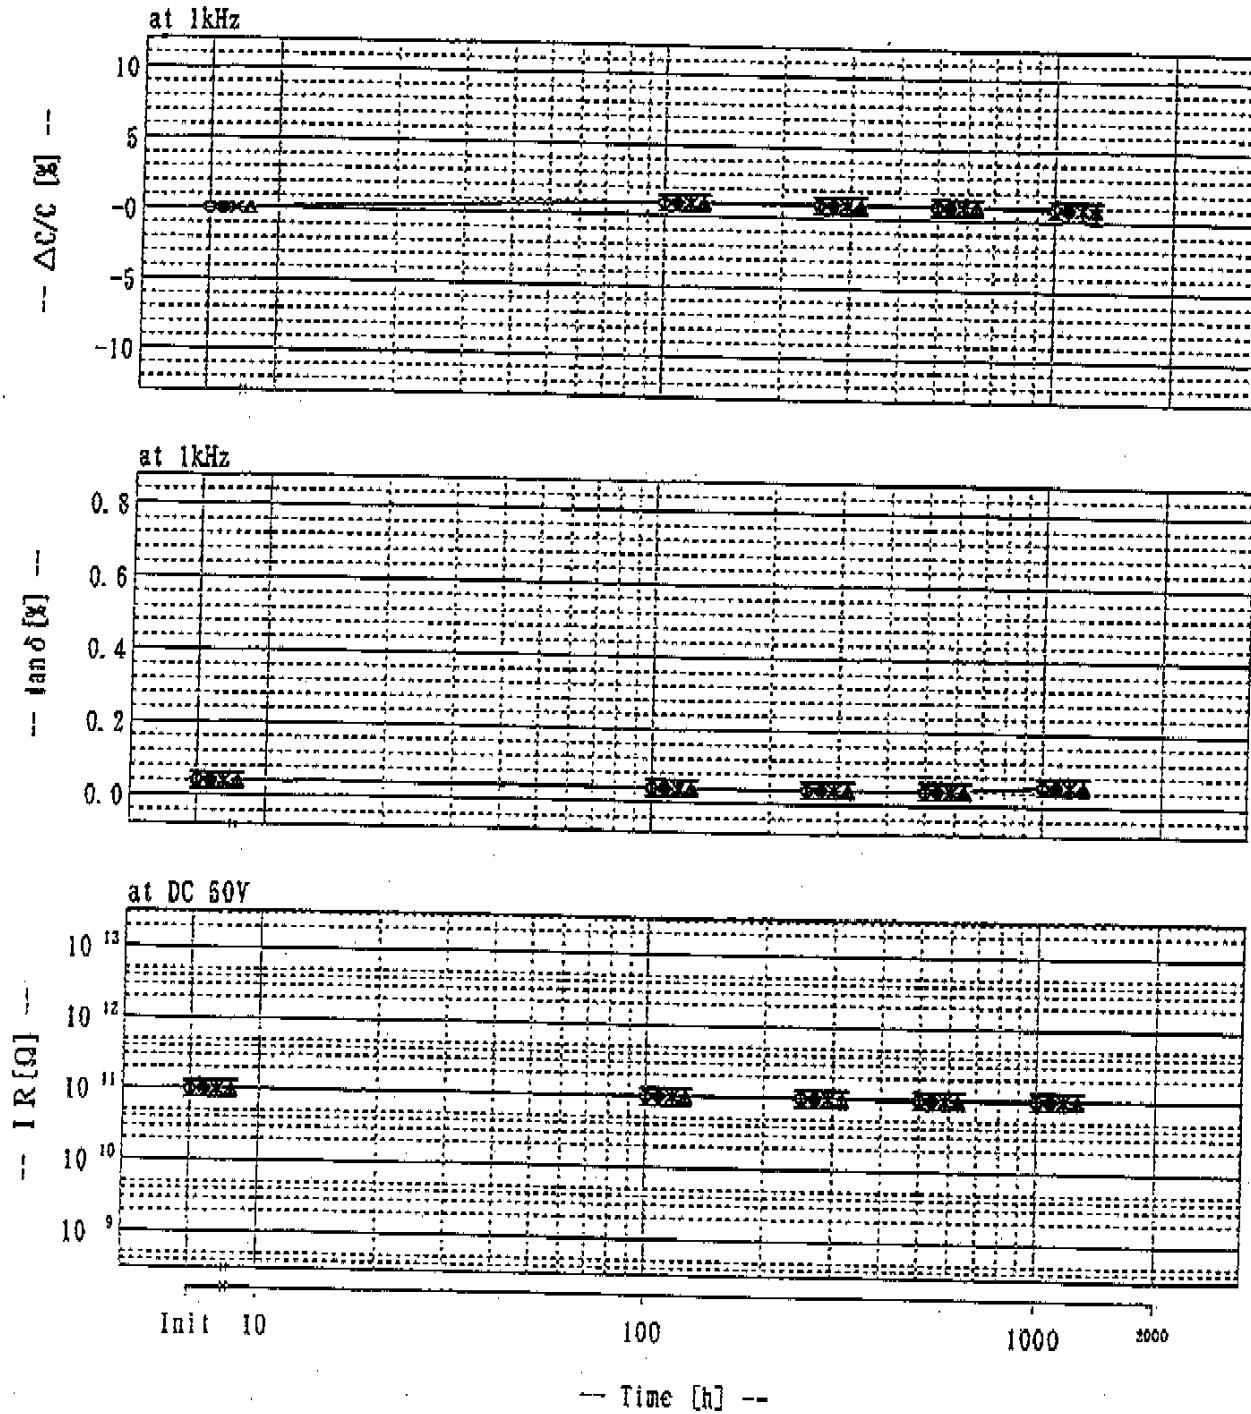 at 1kHz
10
5
-0
-5
-10
-- △C/C [%] --
at 1kHz
0.8
0.6
0.4
0.2
0.0
-- tanδ [%] --
at DC 50V
10 13
10 12
10 11
10 10
10 9
-- IR [Ω] --
Init 10 100 1000 2000
-- Time [h] --